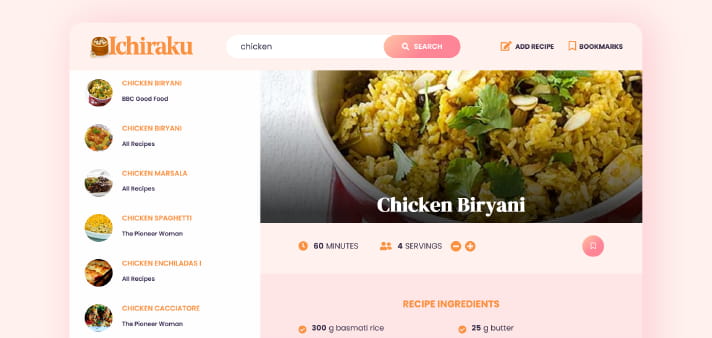 Ichiraku
chicken
SEARCH
ADD RECIPE
BOOKMARKS
CHICKEN BIRYANI
BBC Good Food
CHICKEN BIRYANI
All Recipes
CHICKEN MARSALA
All Recipes
CHICKEN SPAGHETTI
The Pioneer Woman
CHICKEN ENCHILADAS I
All Recipes
CHICKEN CACCIATORE
The Pioneer Woman
Chicken Biryani
60 MINUTES
4 SERVINGS
RECIPE INGREDIENTS
300 g basmati rice
25 g butter